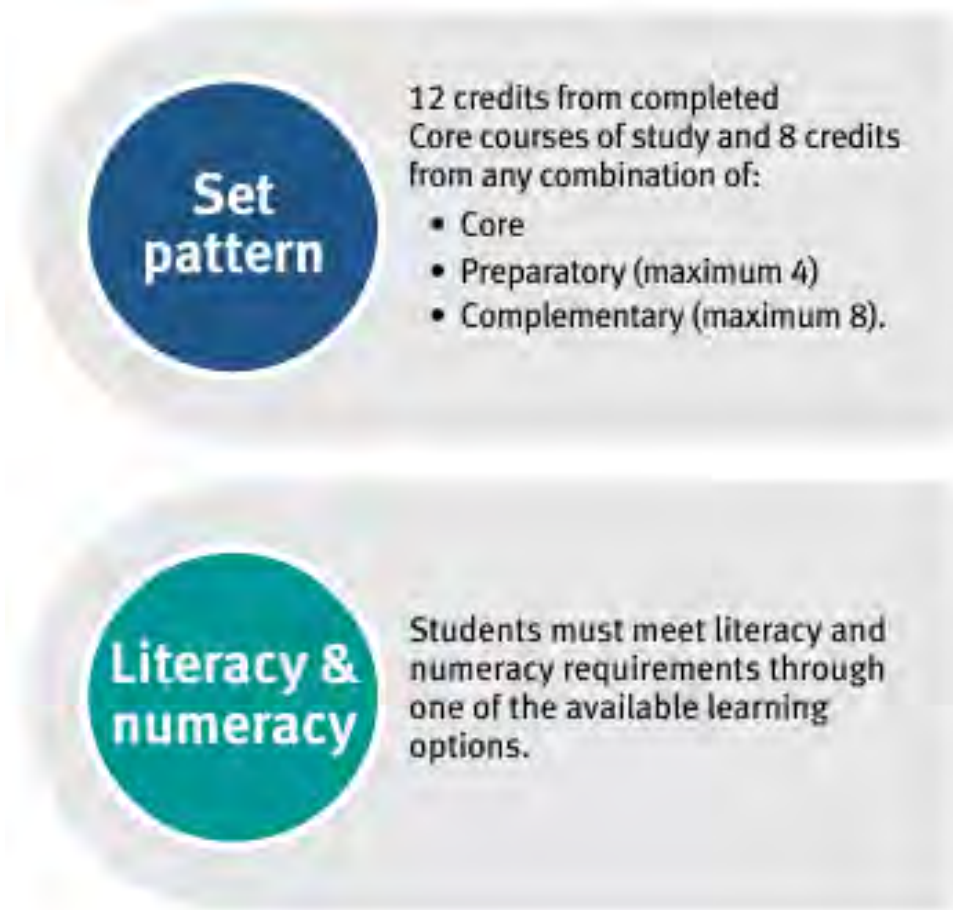 Set
pattern
12 credits from completed
Core courses of study and 8 credits
from any combination of:
• Core
• Preparatory (maximum 4)
• Complementary (maximum 8).
Literacy &
numeracy
Students must meet literacy and
numeracy requirements through
one of the available learning
options.